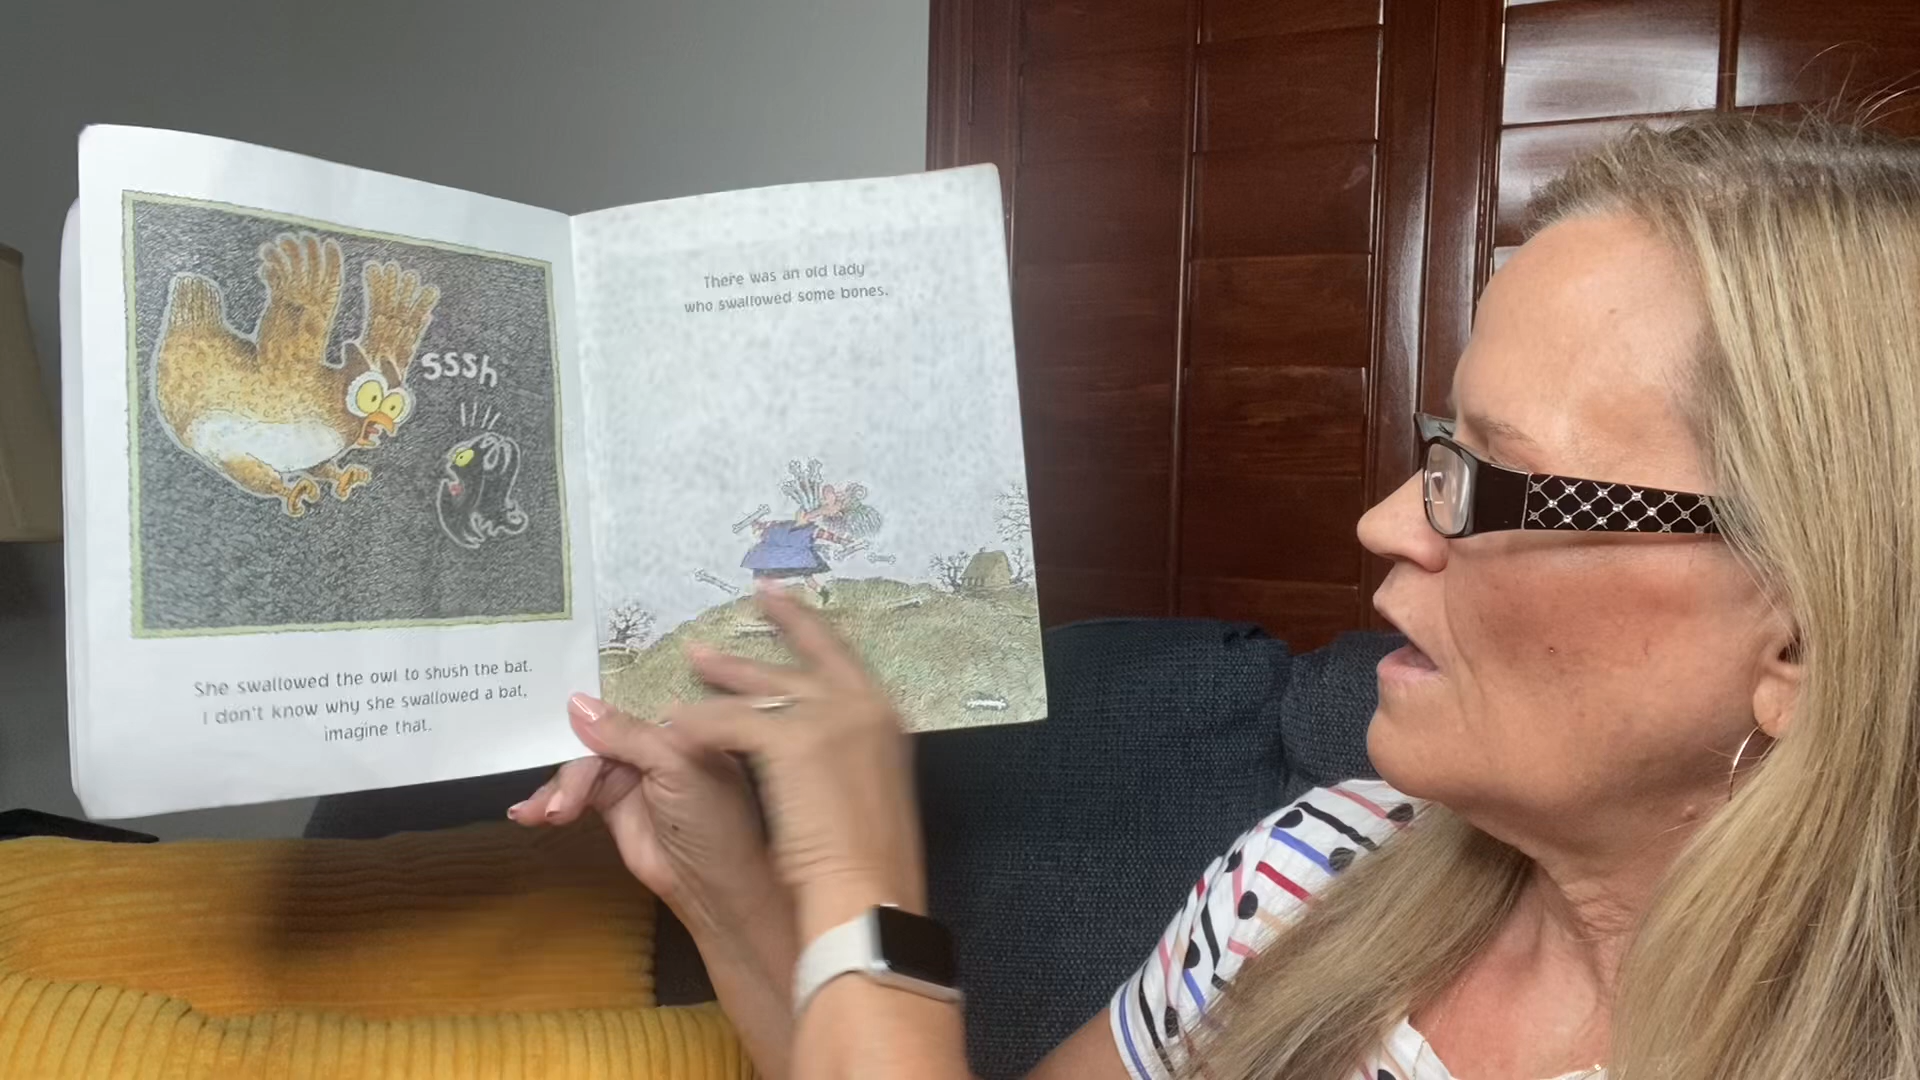 sssh
She swallowed the owl to shush the bat.
I don't know why she swallowed a bat,
imagine that.
There was an old lady
who swallowed some bones.